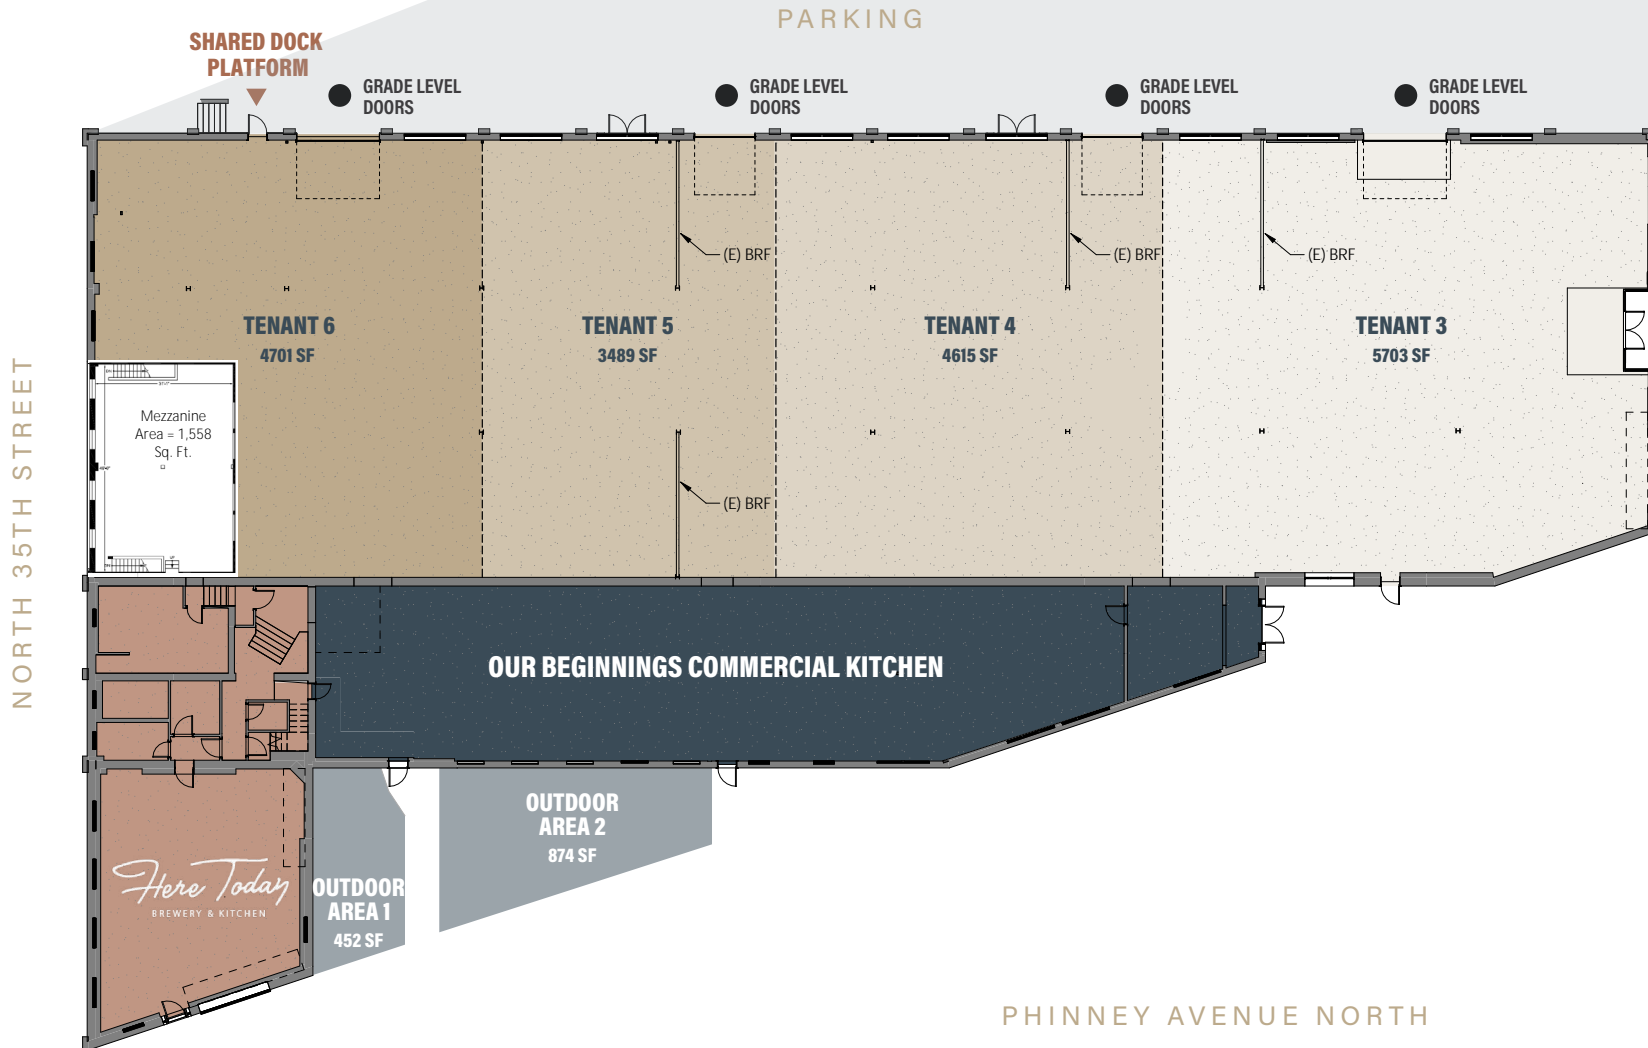 PARKING
SHARED DOCK
PLATFORM
GRADE LEVEL
DOORS
GRADE LEVEL
DOORS
GRADE LEVEL
DOORS
GRADE LEVEL
DOORS
(E) BRF
(E) BRF
(E) BRF
TENANT 6
4701 SF
TENANT 5
3489 SF
TENANT 4
4615 SF
TENANT 3
5703 SF
NORTH 35TH STREET
Mezzanine
Area = 1,558
Sq. Ft.
(E) BRF
OUR BEGINNINGS COMMERCIAL KITCHEN
OUTDOOR
AREA 2
874 SF
Here Today
BREWERY & KITCHEN
OUTDOOR
AREA 1
452 SF
PHINNEY AVENUE NORTH